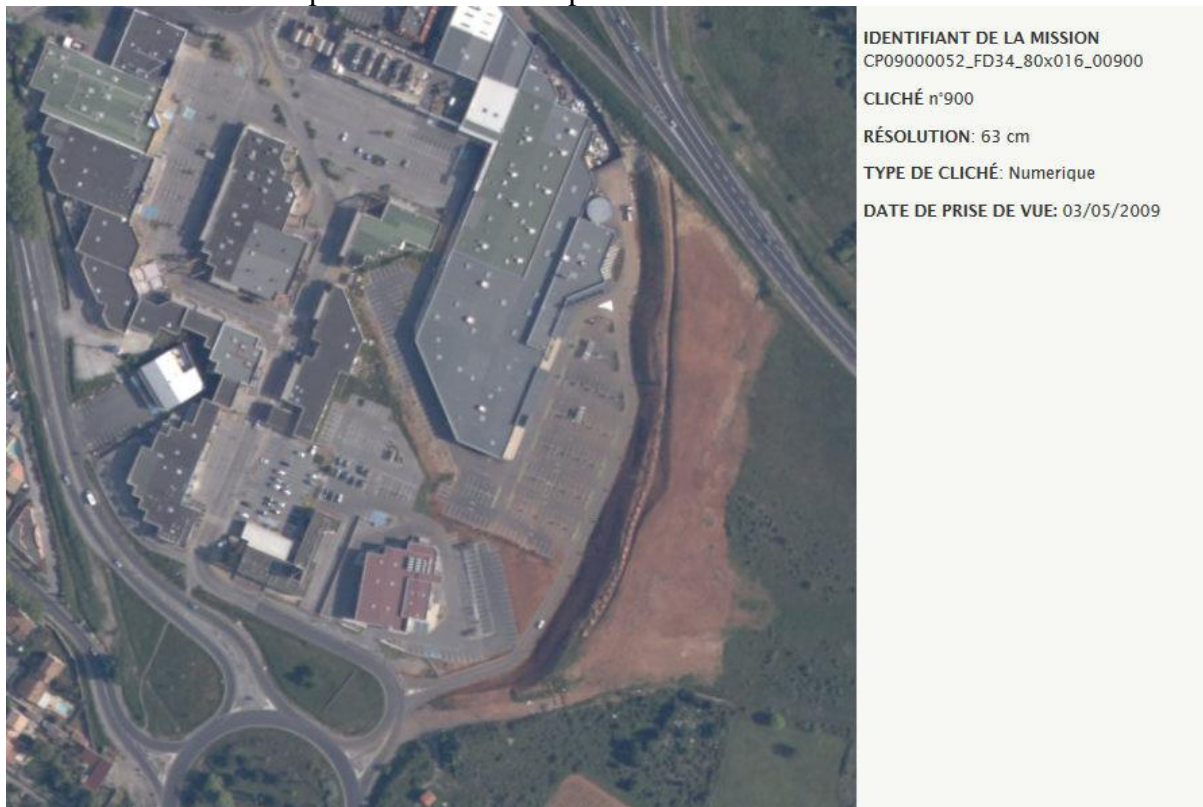 IDENTIFIANT DE LA MISSION
CP09000052_FD34_80x016_00900
CLICHÉ n°900
RÉSOLUTION: 63 cm
TYPE DE CLICHÉ: Numerique
DATE DE PRISE DE VUE: 03/05/2009